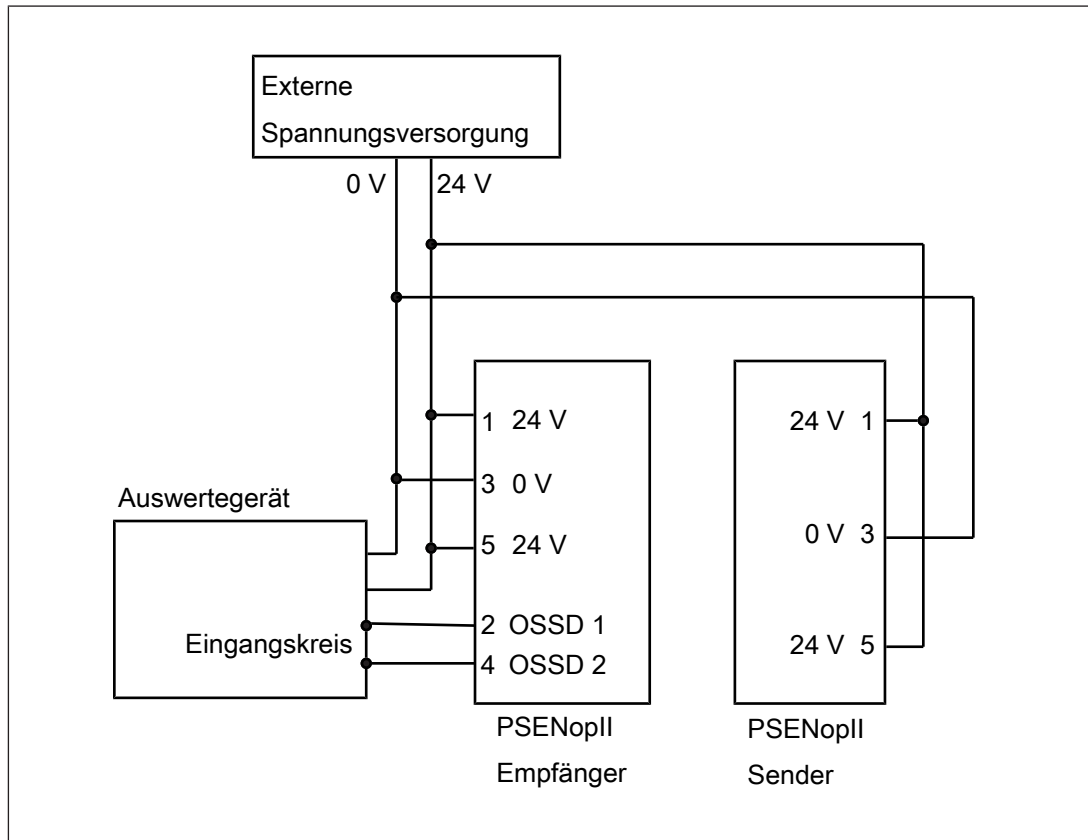 Externe
Spannungsversorgung
0 V
24 V
1 24 V
3 0 V
5 24 V
2 OSSD 1
4 OSSD 2
PSENopII
Empfänger
24 V 1
0 V 3
24 V 5
PSENopII
Sender
Auswertegerät
Eingangskreis